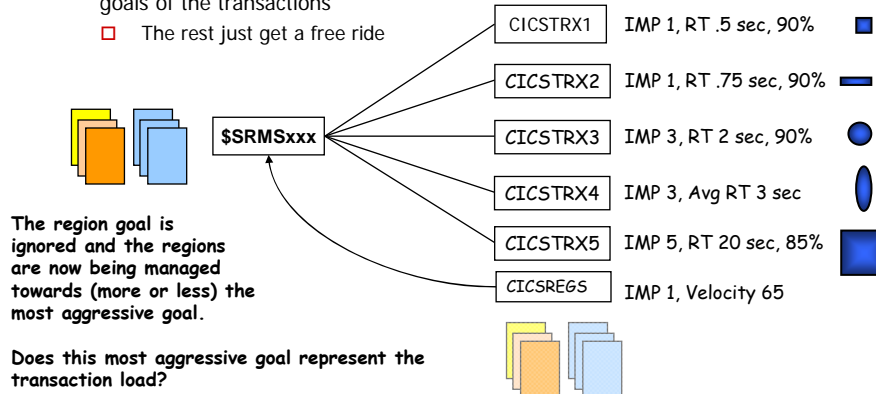 goals of the transactions
The rest just get a free ride
CICSTRX1 IMP 1, RT .5 sec, 90%
CICSTRX2 IMP 1, RT .75 sec, 90%
$SRMSxxx
CICSTRX3 IMP 3, RT 2 sec, 90%
CICSTRX4 IMP 3, Avg RT 3 sec
CICSTRX5 IMP 5, RT 20 sec, 85%
CICSREGS IMP 1, Velocity 65
The region goal is
ignored and the regions
are now being managed
towards (more or less) the
most aggressive goal.
Does this most aggressive goal represent the
transaction load?